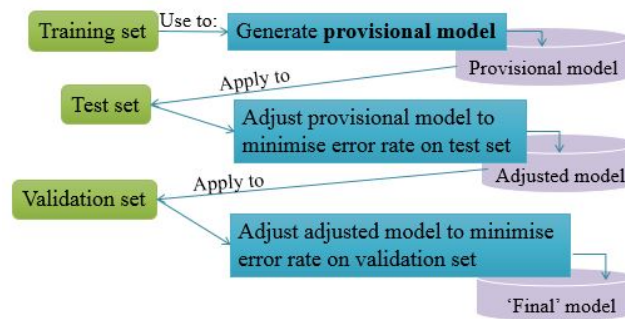 Training set
Use to:
Generate provisional model
Provisional model
Apply to
Test set
Adjust provisional model to
minimise error rate on test set
Adjusted model
Apply to
Validation set
Adjust adjusted model to minimise
error rate on validation set
‘Final’ model